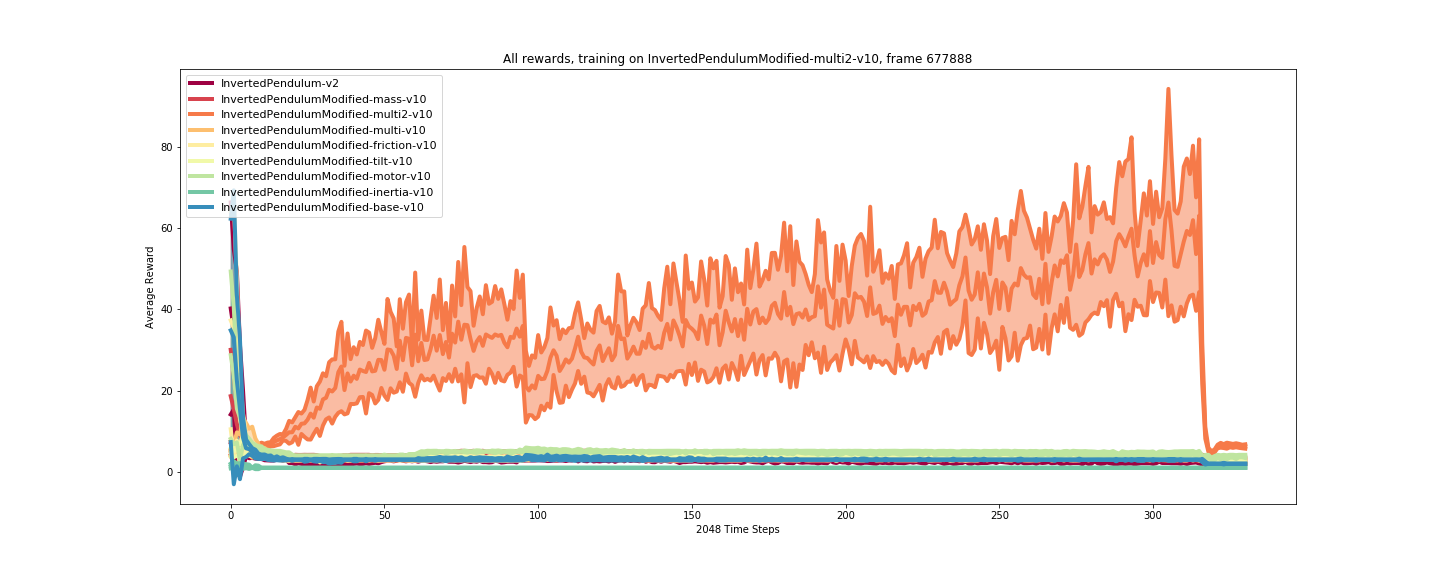 All rewards, training on InvertedPendulumModified-multi2-v10, frame 677888
InvertedPendulum-v2
InvertedPendulumModified-mass-v10
InvertedPendulumModified-multi2-v10
InvertedPendulumModified-multi-v10
InvertedPendulumModified-friction-v10
InvertedPendulumModified-tilt-v10
InvertedPendulumModified-motor-v10
InvertedPendulumModified-inertia-v10
InvertedPendulumModified-base-v10
Average Reward
80
60
40
20
0
0 50 100 150 200 250 300
2048 Time Steps